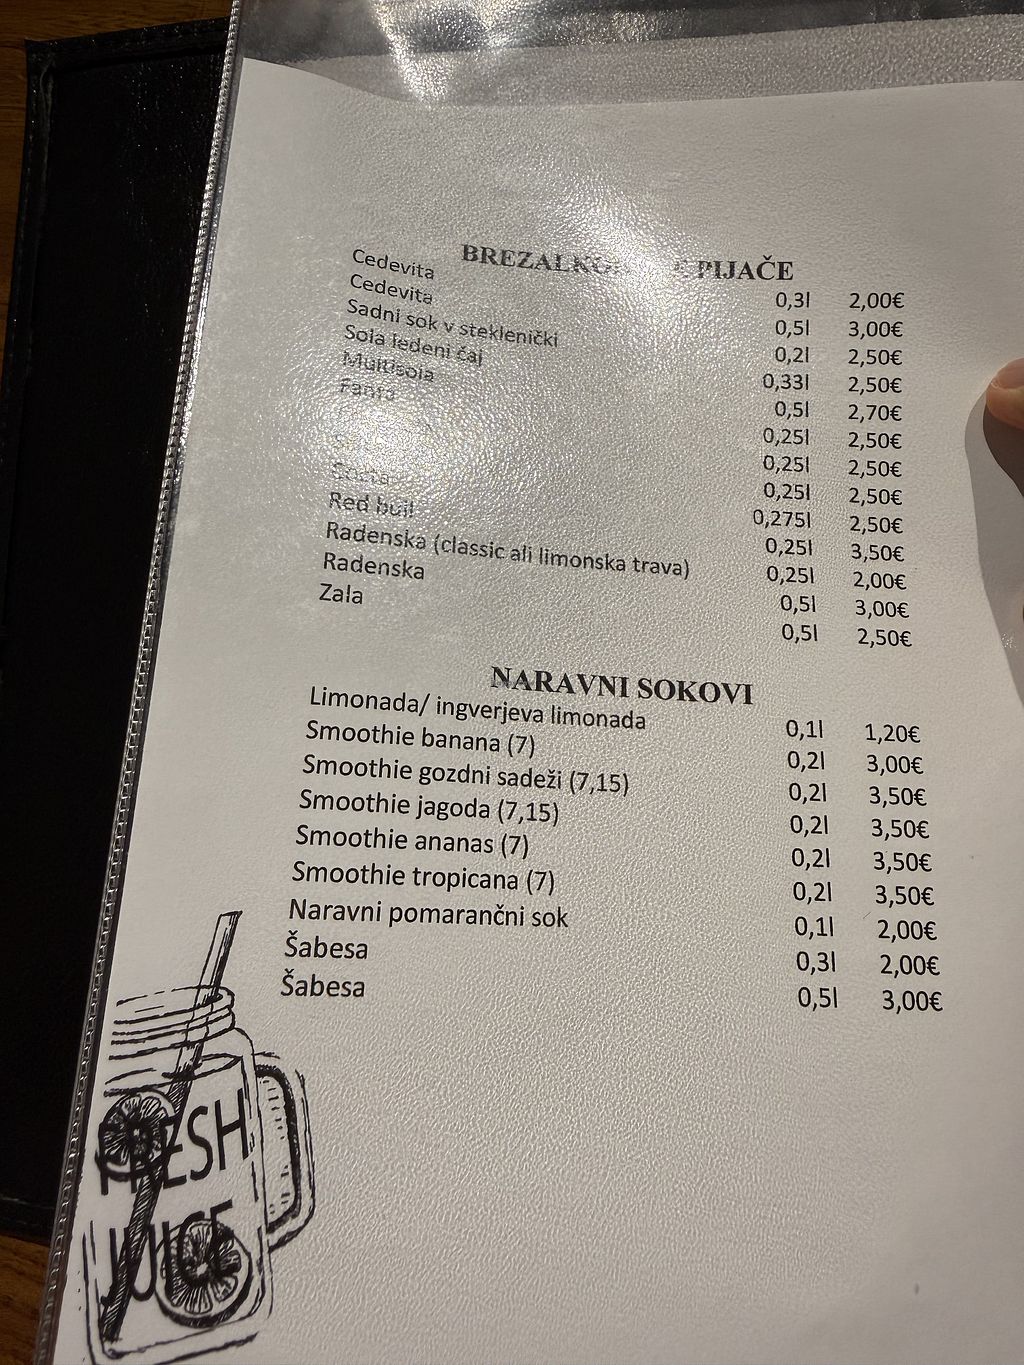 PIJAČE
Cedevita 0,3l 2,00€
Cedevita 0,5l 3,00€
Sadni sok v steklenički 0,2l 2,50€
Sola ledeni čaj 0,33l 2,50€
Multisola 0,5l 2,70€
Fanta 0,25l 2,50€
0,25l 2,50€
0,25l 2,50€
0,275l 2,50€
Red bull 0,25l 3,50€
Radenska (classic ali limonska trava) 0,25l 2,00€
Radenska 0,5l 3,00€
Zala 0,5l 2,50€
NARAVNI SOKOVI
Limonada/ ingverjeva limonada 0,1l 1,20€
Smoothie banana (7) 0,2l 3,00€
Smoothie gozdni sadeži (7,15) 0,2l 3,50€
Smoothie jagoda (7,15) 0,2l 3,50€
Smoothie ananas (7) 0,2l 3,50€
Smoothie tropicana (7) 0,2l 3,50€
Naravni pomarančni sok 0,1l 2,00€
Šabesa 0,3l 2,00€
Šabesa 0,5l 3,00€
FRESH
JUICE